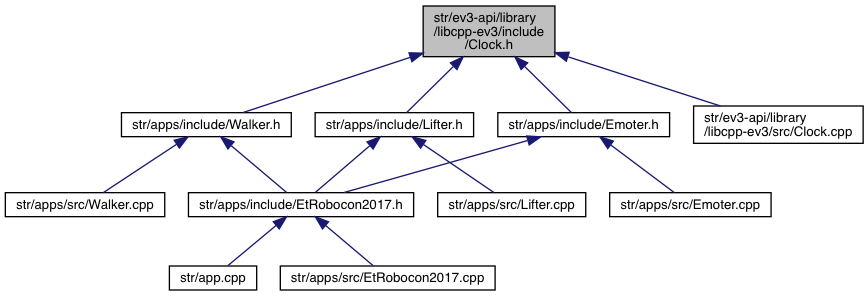 str/ev3-api/library
/libcpp-ev3/include
/Clock.h
str/apps/include/Walker.h
str/apps/include/Lifter.h
str/apps/include/Emoter.h
str/ev3-api/library
/libcpp-ev3/src/Clock.cpp
str/apps/src/Walker.cpp
str/apps/include/EtRobocon2017.h
str/apps/src/Lifter.cpp
str/apps/src/Emoter.cpp
str/app.cpp
str/apps/src/EtRobocon2017.cpp